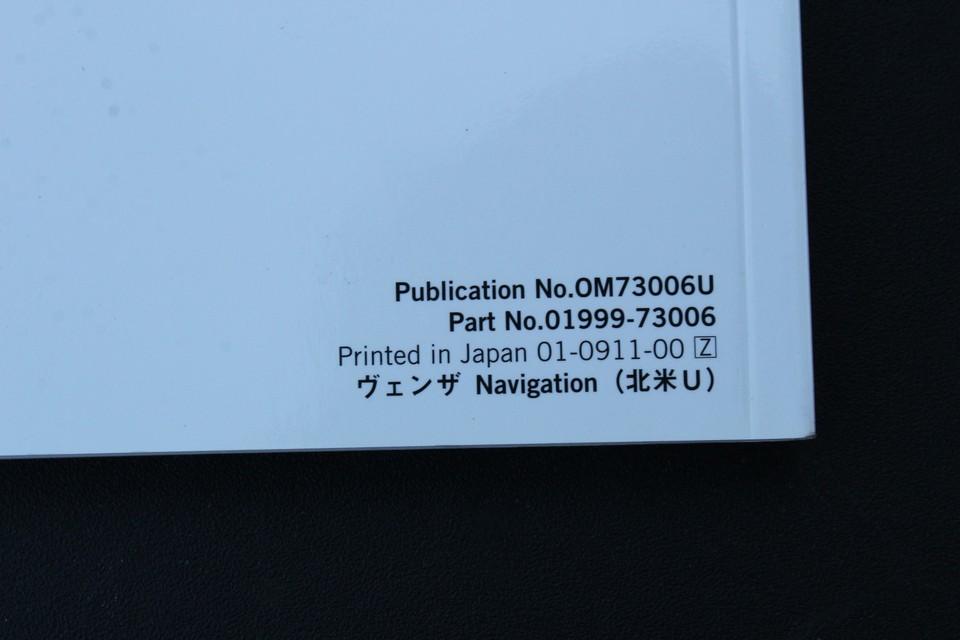 Publication No.OM73006U
Part No.01999-73006
Printed in Japan 01-0911-00 Z
ヴェンザ Navigation（北米U）